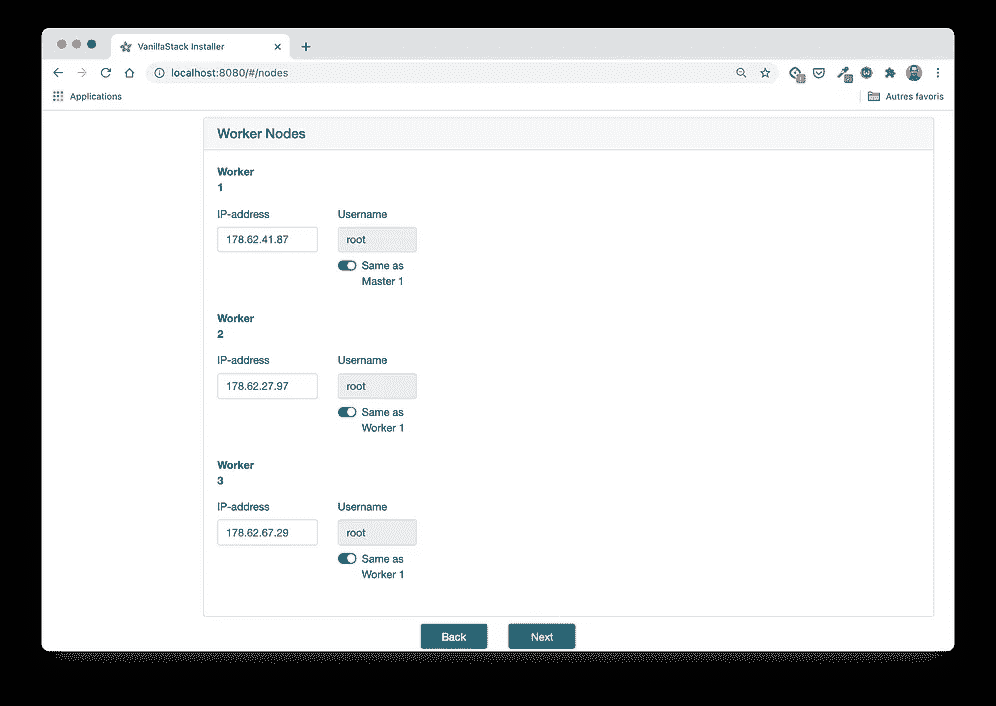 VanillaStack Installer
localhost:8080/#/nodes
Applications
Autres favoris
Worker Nodes
Worker
1
IP-address Username
178.62.41.87 root
Same as
Master 1
Worker
2
IP-address Username
178.62.27.97 root
Same as
Worker 1
Worker
3
IP-address Username
178.62.67.29 root
Same as
Worker 1
Back Next